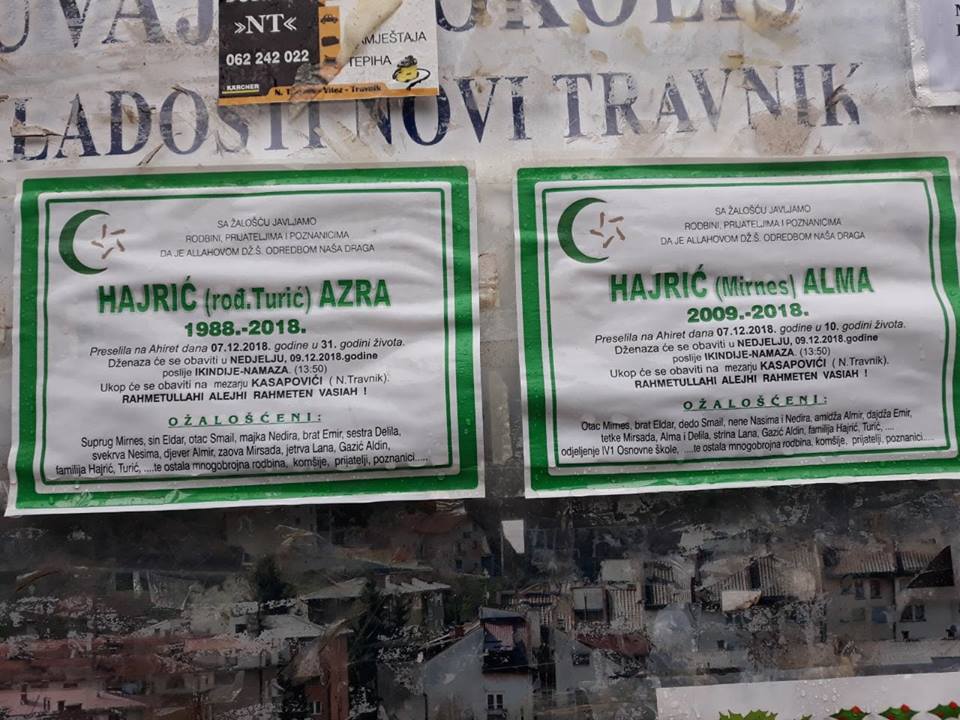 »NT«
062 242 022
MJEŠTAJA
TEPIHA
KÄRCHER
Vitez - Travnik
NOVI TRAVNIK
SA ŽALOŠĆU JAVLJAMO
RODBINI, PRIJATELJIMA I POZNANICIMA
DA JE ALLAHOVOM DŽ.Š. ODREDBOM NAŠA DRAGA
HAJRIĆ (rođ.Turić) AZRA
1988.-2018.
Preselila na Ahiret dana 07.12.2018. godine u 31. godini života.
Dženaza će se obaviti u NEDJELJU, 09.12.2018.godine
poslije IKINDIJE-NAMAZA. (13:50)
Ukop će se obaviti na mezarju KASAPOVIĆI ( N.Travnik).
RAHMETULLAHI ALEJHI RAHMETEN VASIAH !
OŽALOŠĆENI:
Suprug Mirnes, sin Eldar, otac Smail, majka Nedira, brat Emir, sestra Delila,
svekrva Nesima, djever Almir, zaova Mirsada, jetrva Lana, Gazić Aldin,
familija Hajrić, Turić, ....te ostala mnogobrojna rodbina, komšije, prijatelji, poznanici.....
SA ŽALOŠĆU JAVLJAMO
RODBINI, PRIJATELJIMA I POZNANICIMA
DA JE ALLAHOVOM DŽ.Š. ODREDBOM NAŠA DRAGA
HAJRIĆ (Mirnes) ALMA
2009.-2018.
Preselila na Ahiret dana 07.12.2018. godine u 10. godini života.
Dženaza će se obaviti u NEDJELJU, 09.12.2018.godine
poslije IKINDIJE-NAMAZA. (13:50)
Ukop će se obaviti na mezarju KASAPOVIĆI ( N.Travnik).
RAHMETULLAHI ALEJHI RAHMETEN VASIAH !
OŽALOŠĆENI:
Otac Mirnes, brat Eldar, dedo Smail, nene Nasima i Nedira, amidža Almir, dajdža Emir,
tetke Mirsada, Alma i Delila, strina Lana, Gazić Aldin, familija Hajrić, Turić, ....
odjeljenje IV1 Osnovne škole, .....te ostala mnogobrojna rodbina, komšije, prijatelji, poznanici.....